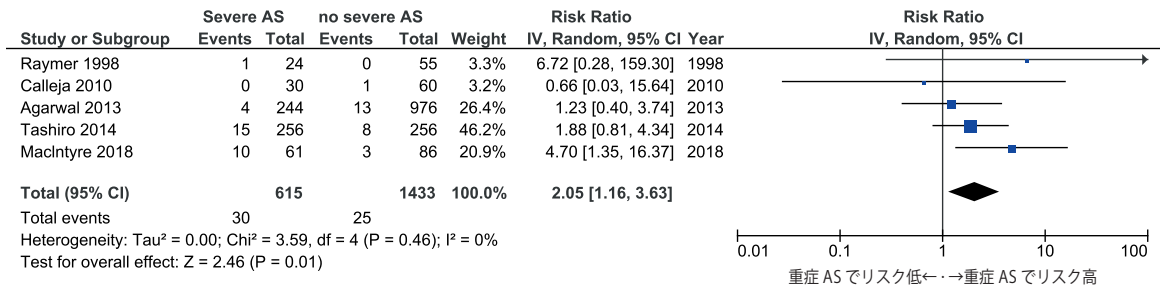 Severe AS no severe AS Risk Ratio Risk Ratio
Study or Subgroup Events Total Events Total Weight IV, Random, 95% CI Year IV, Random, 95% CI
Raymer 1998 1 24 0 55 3.3% 6.72 [0.28, 159.30] 1998
Calleja 2010 0 30 1 60 3.2% 0.66 [0.03, 15.64] 2010
Agarwal 2013 4 244 13 976 26.4% 1.23 [0.40, 3.74] 2013
Tashiro 2014 15 256 8 256 46.2% 1.88 [0.81, 4.34] 2014
MacIntyre 2018 10 61 3 86 20.9% 4.70 [1.35, 16.37] 2018
Total (95% CI) 615 1433 100.0% 2.05 [1.16, 3.63]
Total events 30 25
Heterogeneity: Tau² = 0.00; Chi² = 3.59, df = 4 (P = 0.46); I² = 0%
Test for overall effect: Z = 2.46 (P = 0.01)
0.01 0.1 1 10 100
重症 AS でリスク低←・→重症 AS でリスク高